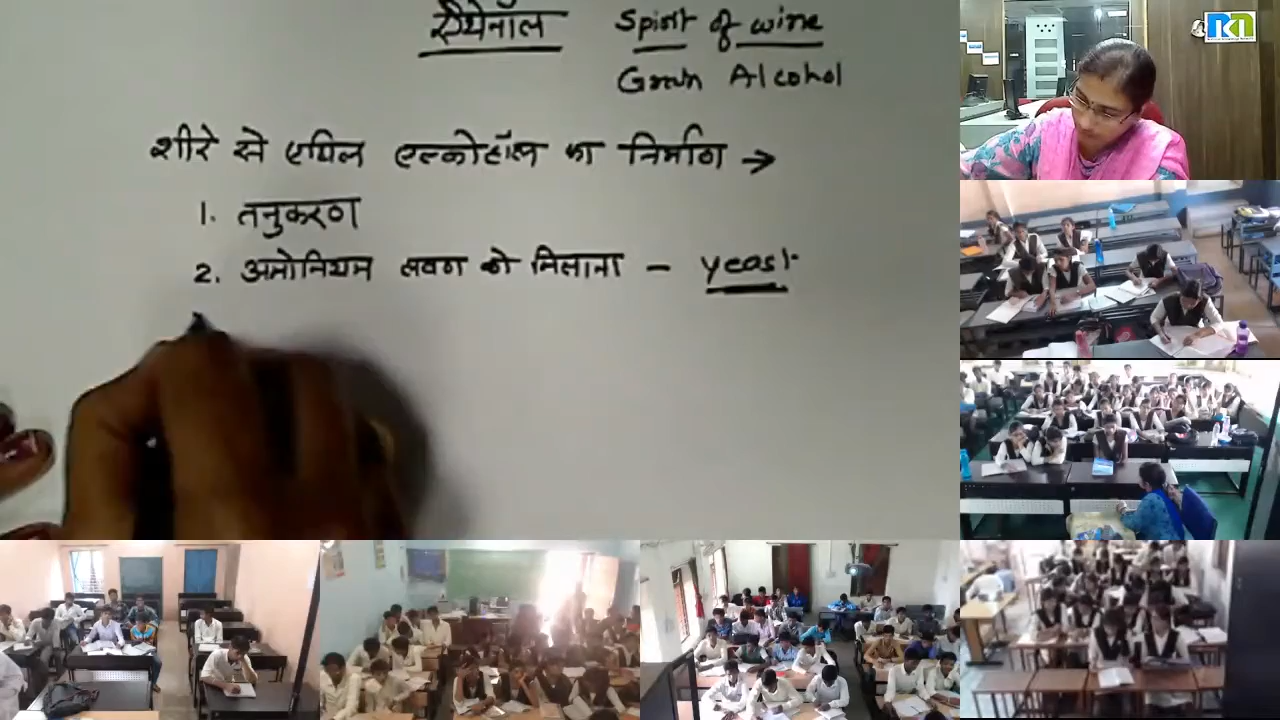 एथेनॉल Spirit of wine
Grain Alcohol
शीरे से एथिल एल्कोहॉल का निर्माण →
1. तनुकरण
2. अमोनियम लवण को मिलाना - yeast